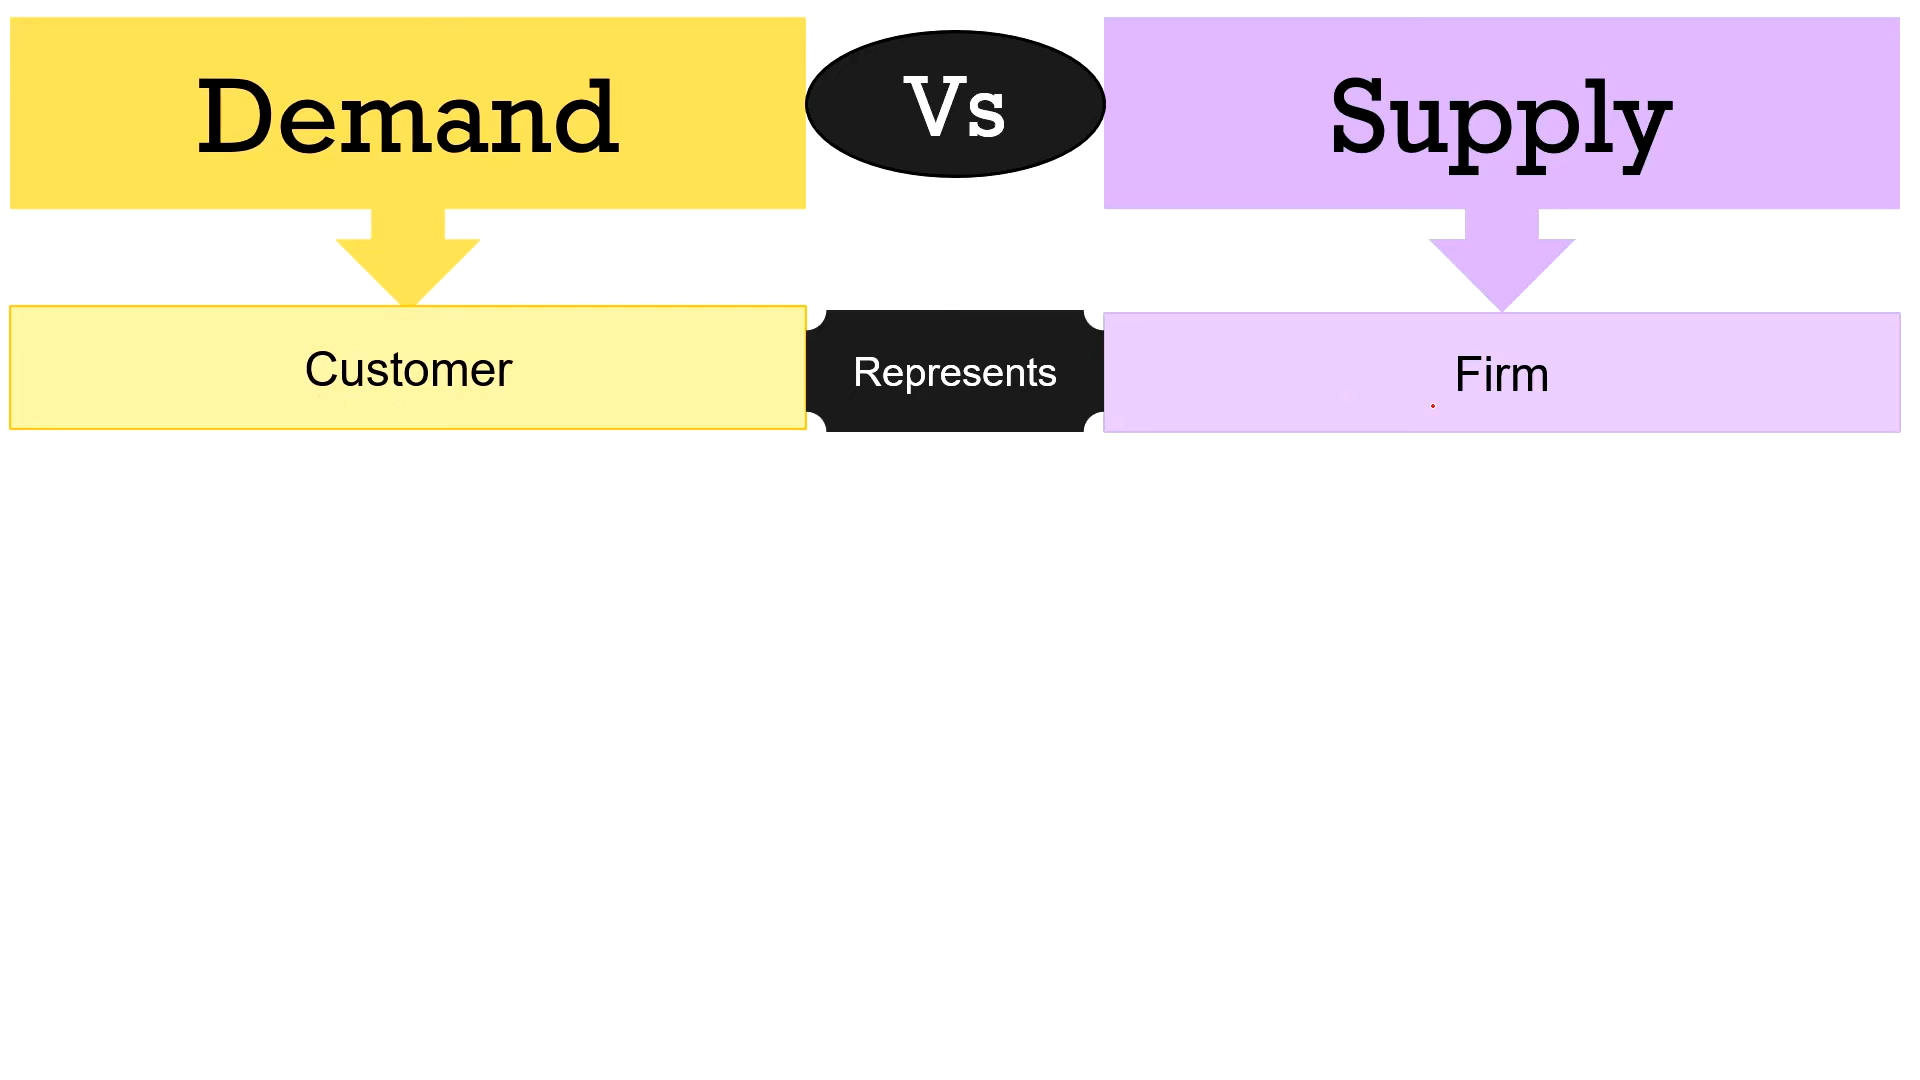 Demand
Vs
Supply
Customer
Represents
Firm